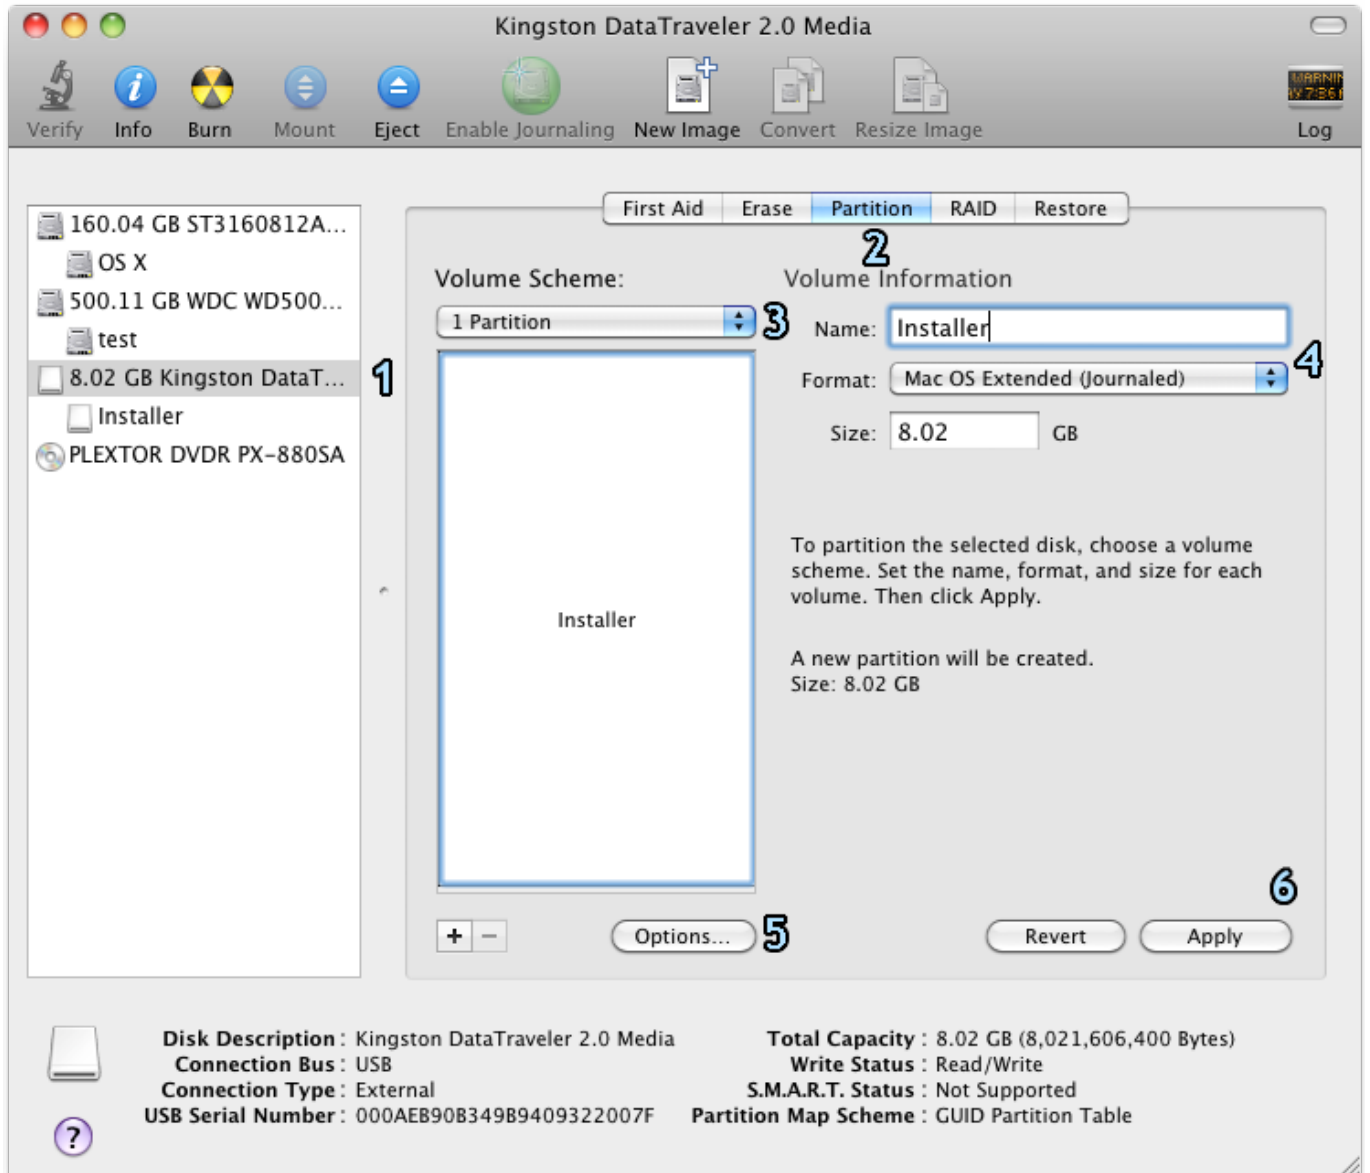 Kingston DataTraveler 2.0 Media
Verify Info Burn Mount Eject Enable Journaling New Image Convert Resize Image Log
First Aid Erase Partition RAID Restore
160.04 GB ST3160812A...
OS X
500.11 GB WDC WD500...
test
8.02 GB Kingston DataT...
1
Installer
PLEXTOR DVDR PX-880SA
2
Volume Scheme:
1 Partition
3
Installer
+ −
Options...
5
Volume Information
Name: Installer
4
Format: Mac OS Extended (Journaled)
Size: 8.02 GB
To partition the selected disk, choose a volume
scheme. Set the name, format, and size for each
volume. Then click Apply.
A new partition will be created.
Size: 8.02 GB
6
Revert Apply
Disk Description : Kingston DataTraveler 2.0 Media
Connection Bus : USB
Connection Type : External
USB Serial Number : 000AEB90B349B9409322007F
Total Capacity : 8.02 GB (8,021,606,400 Bytes)
Write Status : Read/Write
S.M.A.R.T. Status : Not Supported
Partition Map Scheme : GUID Partition Table
?